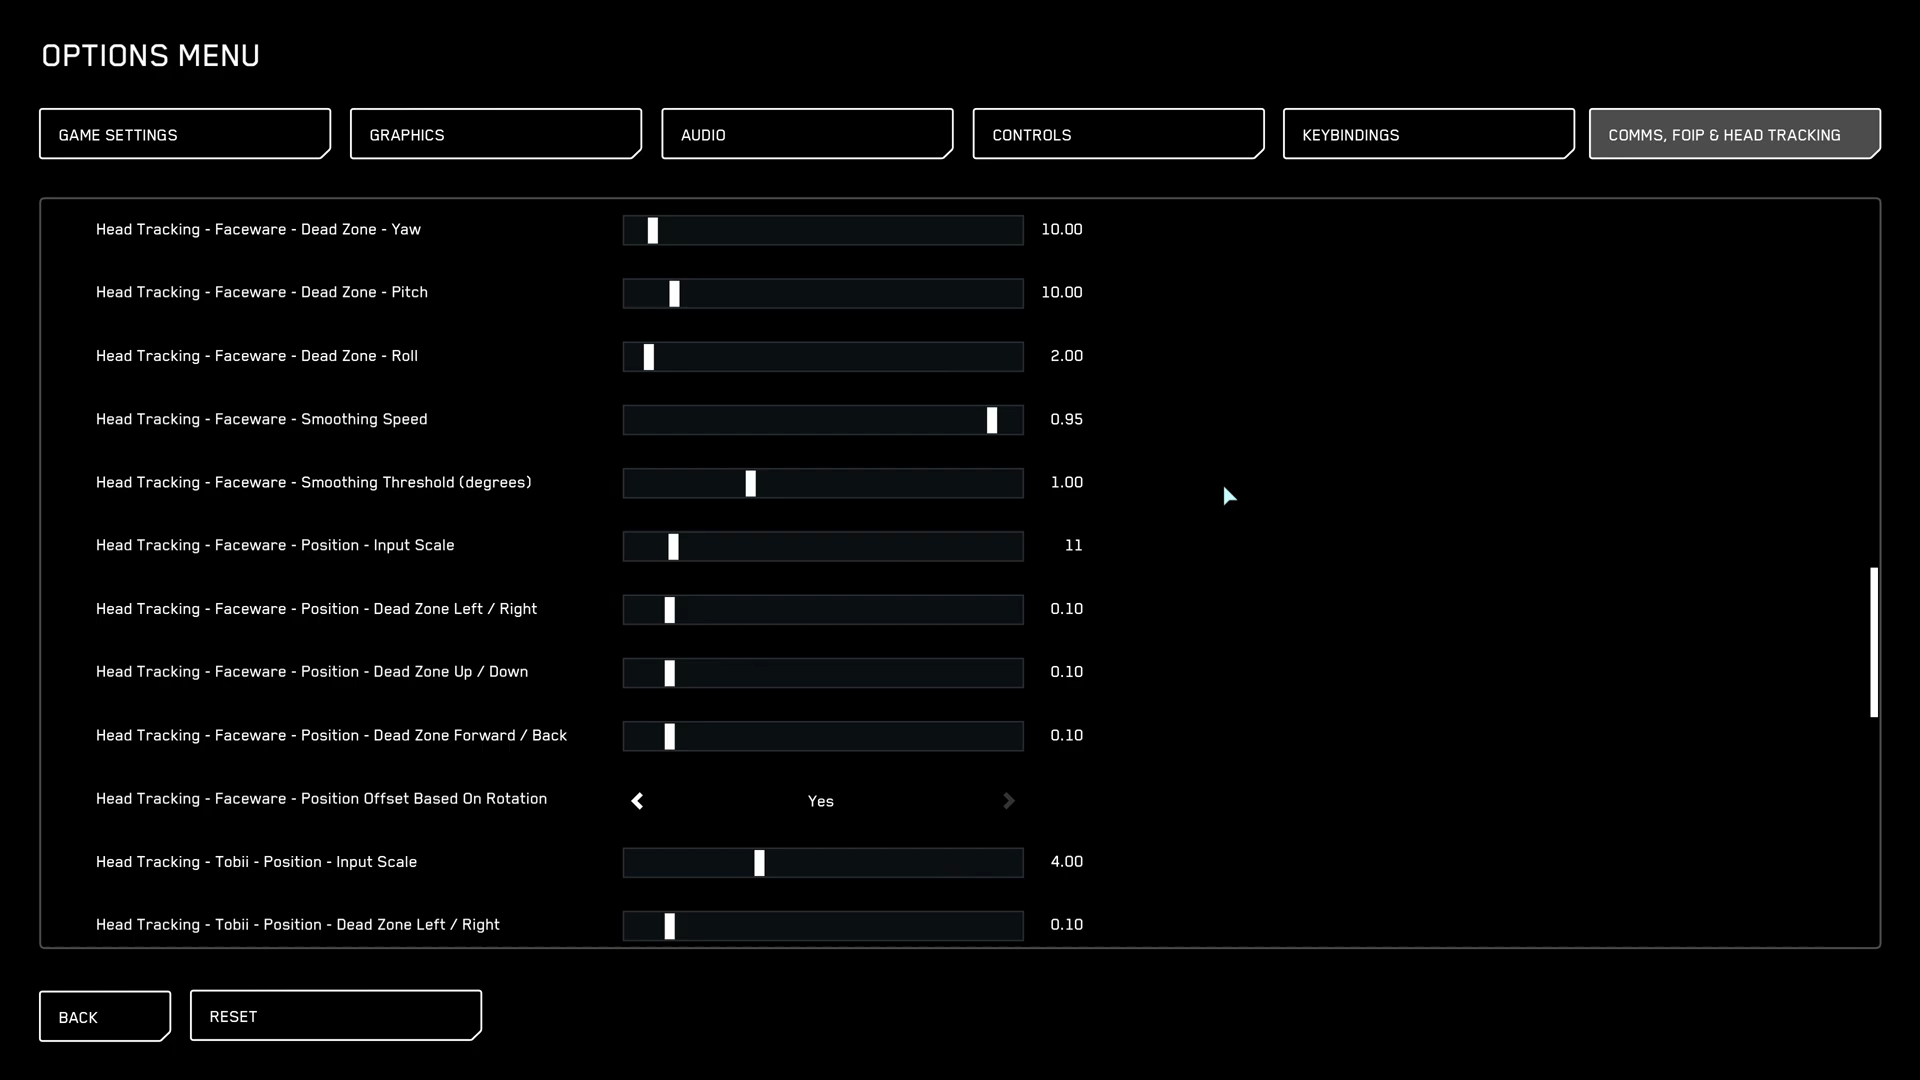 OPTIONS MENU
GAME SETTINGS
GRAPHICS
AUDIO
CONTROLS
KEYBINDINGS
COMMS, FOIP & HEAD TRACKING
Head Tracking - Faceware - Dead Zone - Yaw 10.00
Head Tracking - Faceware - Dead Zone - Pitch 10.00
Head Tracking - Faceware - Dead Zone - Roll 2.00
Head Tracking - Faceware - Smoothing Speed 0.95
Head Tracking - Faceware - Smoothing Threshold (degrees) 1.00
Head Tracking - Faceware - Position - Input Scale 11
Head Tracking - Faceware - Position - Dead Zone Left / Right 0.10
Head Tracking - Faceware - Position - Dead Zone Up / Down 0.10
Head Tracking - Faceware - Position - Dead Zone Forward / Back 0.10
Head Tracking - Faceware - Position Offset Based On Rotation Yes
Head Tracking - Tobii - Position - Input Scale 4.00
Head Tracking - Tobii - Position - Dead Zone Left / Right 0.10
BACK
RESET